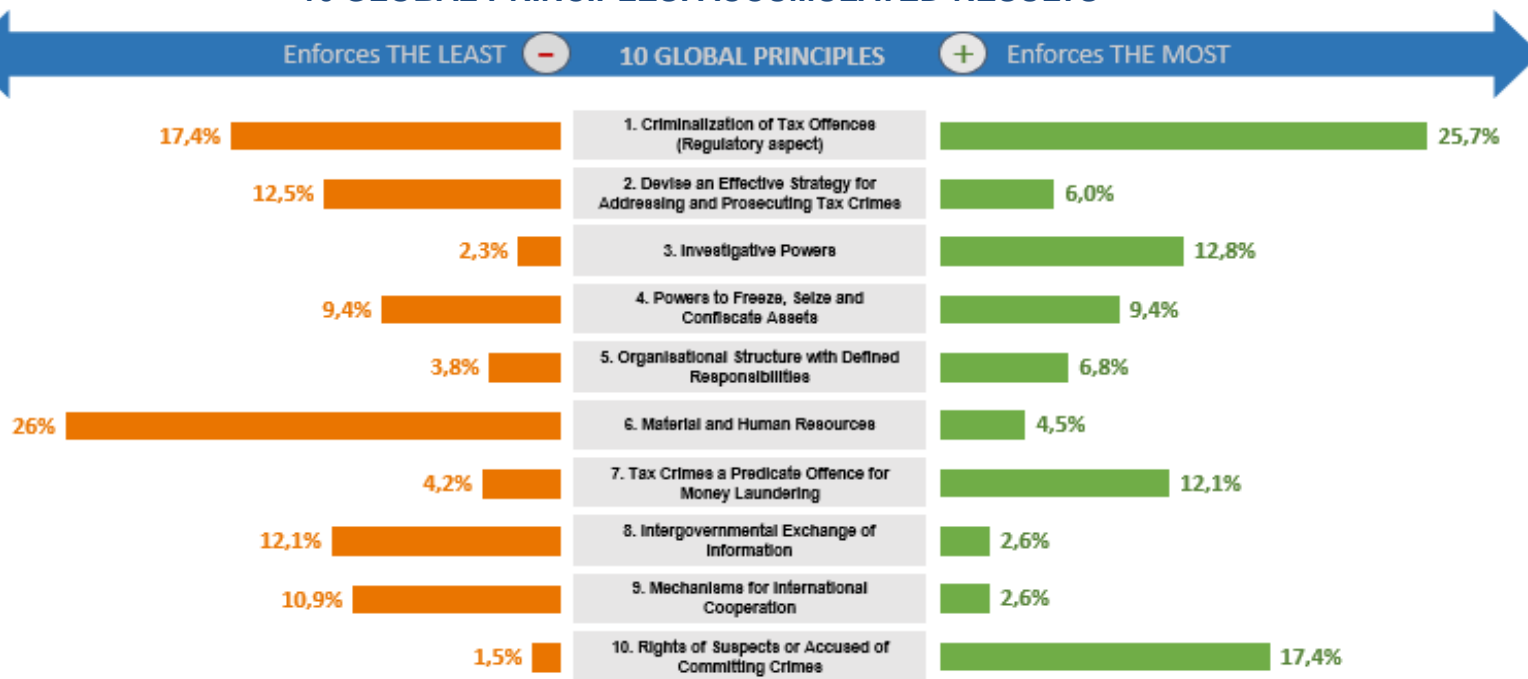 Enforces THE LEAST – 10 GLOBAL PRINCIPLES + Enforces THE MOST
17,4%
1. Criminalization of Tax Offences
(Regulatory aspect)
25,7%
12,5%
2. Devise an Effective Strategy for
Addressing and Prosecuting Tax Crimes
6,0%
2,3%
3. Investigative Powers
12,8%
9,4%
4. Powers to Freeze, Seize and
Confiscate Assets
9,4%
3,8%
5. Organisational Structure with Defined
Responsibilities
6,8%
26%
6. Material and Human Resources
4,5%
4,2%
7. Tax Crimes a Predicate Offence for
Money Laundering
12,1%
12,1%
8. Intergovernmental Exchange of
Information
2,6%
10,9%
9. Mechanisms for International
Cooperation
2,6%
1,5%
10. Rights of Suspects or Accused of
Committing Crimes
17,4%